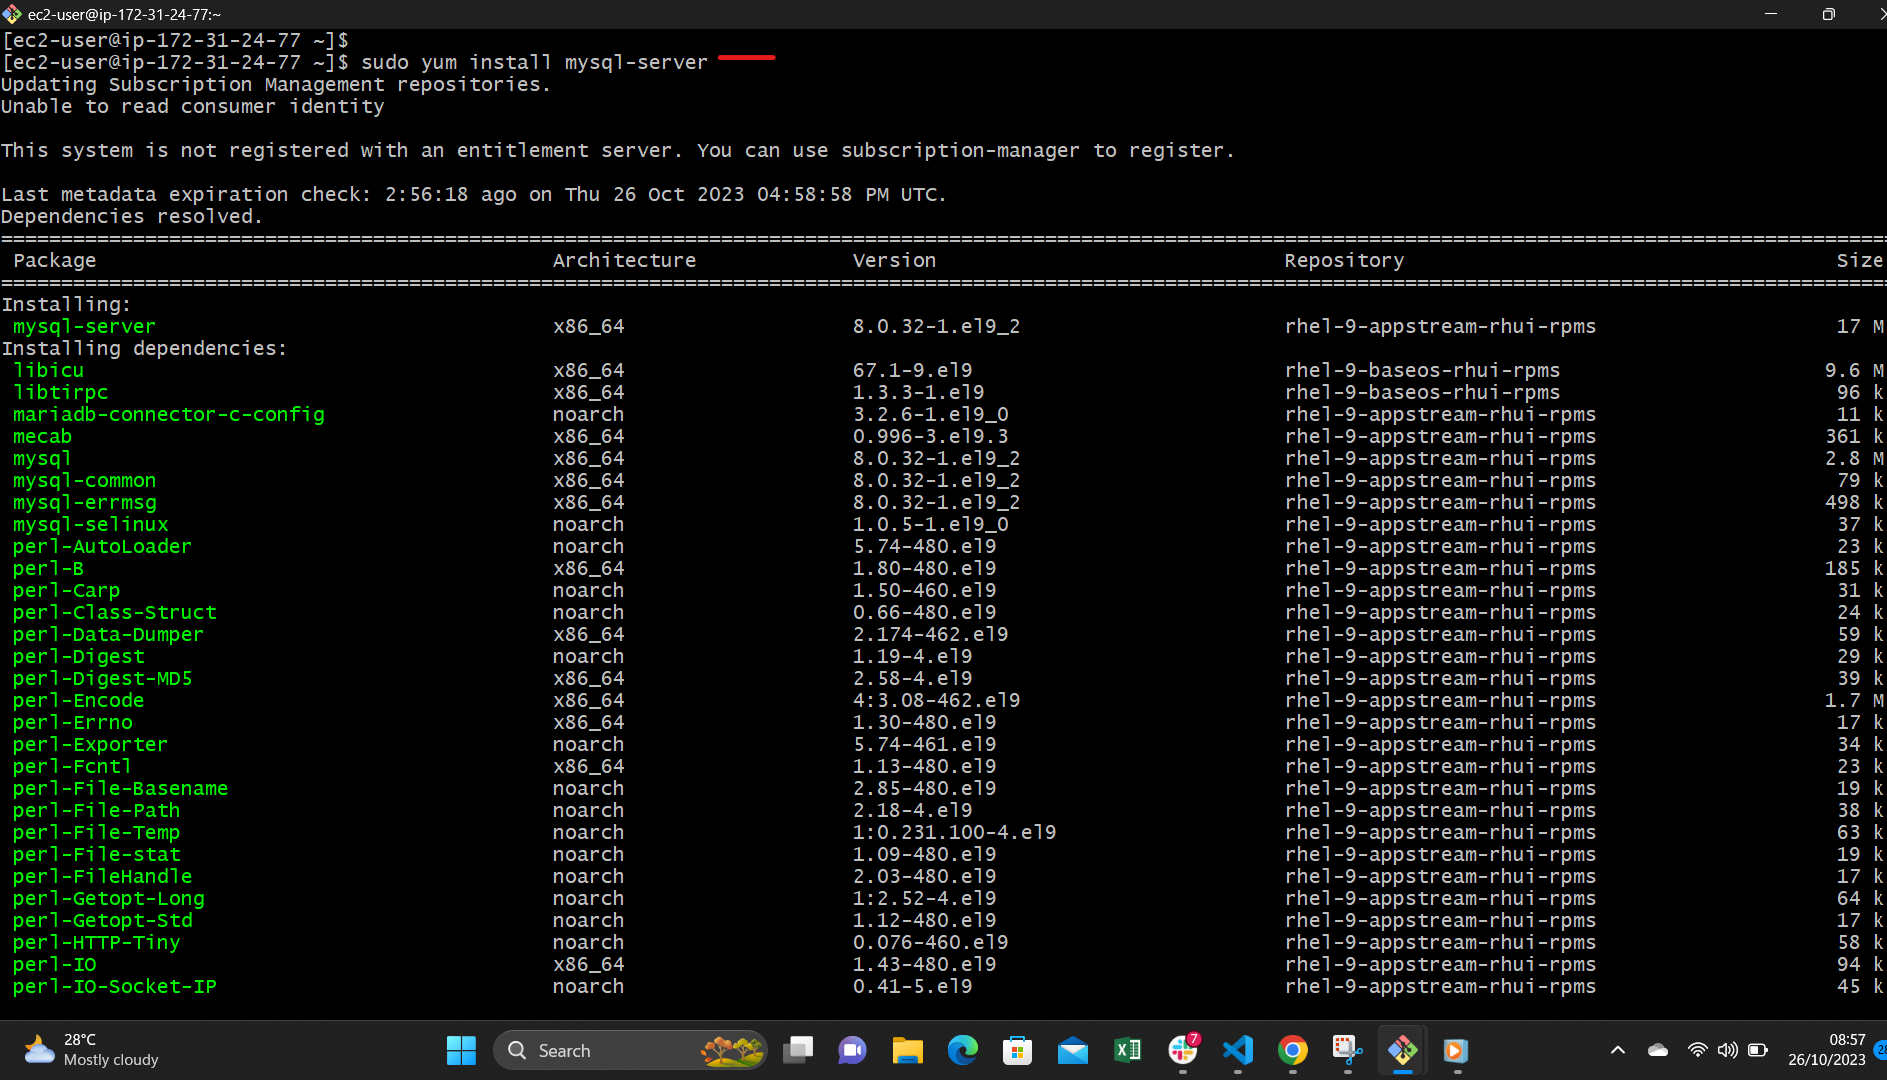 ec2-user@ip-172-31-24-77:~
[ec2-user@ip-172-31-24-77 ~]$
[ec2-user@ip-172-31-24-77 ~]$ sudo yum install mysql-server
Updating Subscription Management repositories.
Unable to read consumer identity
This system is not registered with an entitlement server. You can use subscription-manager to register.
Last metadata expiration check: 2:56:18 ago on Thu 26 Oct 2023 04:58:58 PM UTC.
Dependencies resolved.
Package Architecture Version Repository Size
Installing:
mysql-server x86_64 8.0.32-1.el9_2 rhel-9-appstream-rhui-rpms 17 M
Installing dependencies:
libicu x86_64 67.1-9.el9 rhel-9-baseos-rhui-rpms 9.6 M
libtirpc x86_64 1.3.3-1.el9 rhel-9-baseos-rhui-rpms 96 k
mariadb-connector-c-config noarch 3.2.6-1.el9_0 rhel-9-appstream-rhui-rpms 11 k
mecab x86_64 0.996-3.el9.3 rhel-9-appstream-rhui-rpms 361 k
mysql x86_64 8.0.32-1.el9_2 rhel-9-appstream-rhui-rpms 2.8 M
mysql-common x86_64 8.0.32-1.el9_2 rhel-9-appstream-rhui-rpms 79 k
mysql-errmsg x86_64 8.0.32-1.el9_2 rhel-9-appstream-rhui-rpms 498 k
mysql-selinux noarch 1.0.5-1.el9_0 rhel-9-appstream-rhui-rpms 37 k
perl-AutoLoader noarch 5.74-480.el9 rhel-9-appstream-rhui-rpms 23 k
perl-B x86_64 1.80-480.el9 rhel-9-appstream-rhui-rpms 185 k
perl-Carp noarch 1.50-460.el9 rhel-9-appstream-rhui-rpms 31 k
perl-Class-Struct noarch 0.66-480.el9 rhel-9-appstream-rhui-rpms 24 k
perl-Data-Dumper x86_64 2.174-462.el9 rhel-9-appstream-rhui-rpms 59 k
perl-Digest noarch 1.19-4.el9 rhel-9-appstream-rhui-rpms 29 k
perl-Digest-MD5 x86_64 2.58-4.el9 rhel-9-appstream-rhui-rpms 39 k
perl-Encode x86_64 4:3.08-462.el9 rhel-9-appstream-rhui-rpms 1.7 M
perl-Errno x86_64 1.30-480.el9 rhel-9-appstream-rhui-rpms 17 k
perl-Exporter noarch 5.74-461.el9 rhel-9-appstream-rhui-rpms 34 k
perl-Fcntl x86_64 1.13-480.el9 rhel-9-appstream-rhui-rpms 23 k
perl-File-Basename noarch 2.85-480.el9 rhel-9-appstream-rhui-rpms 19 k
perl-File-Path noarch 2.18-4.el9 rhel-9-appstream-rhui-rpms 38 k
perl-File-Temp noarch 1:0.231.100-4.el9 rhel-9-appstream-rhui-rpms 63 k
perl-File-stat noarch 1.09-480.el9 rhel-9-appstream-rhui-rpms 19 k
perl-FileHandle noarch 2.03-480.el9 rhel-9-appstream-rhui-rpms 17 k
perl-Getopt-Long noarch 1:2.52-4.el9 rhel-9-appstream-rhui-rpms 64 k
perl-Getopt-Std noarch 1.12-480.el9 rhel-9-appstream-rhui-rpms 17 k
perl-HTTP-Tiny noarch 0.076-460.el9 rhel-9-appstream-rhui-rpms 58 k
perl-IO x86_64 1.43-480.el9 rhel-9-appstream-rhui-rpms 94 k
perl-IO-Socket-IP noarch 0.41-5.el9 rhel-9-appstream-rhui-rpms 45 k
28°C
Mostly cloudy
Search
7
08:57
26/10/2023